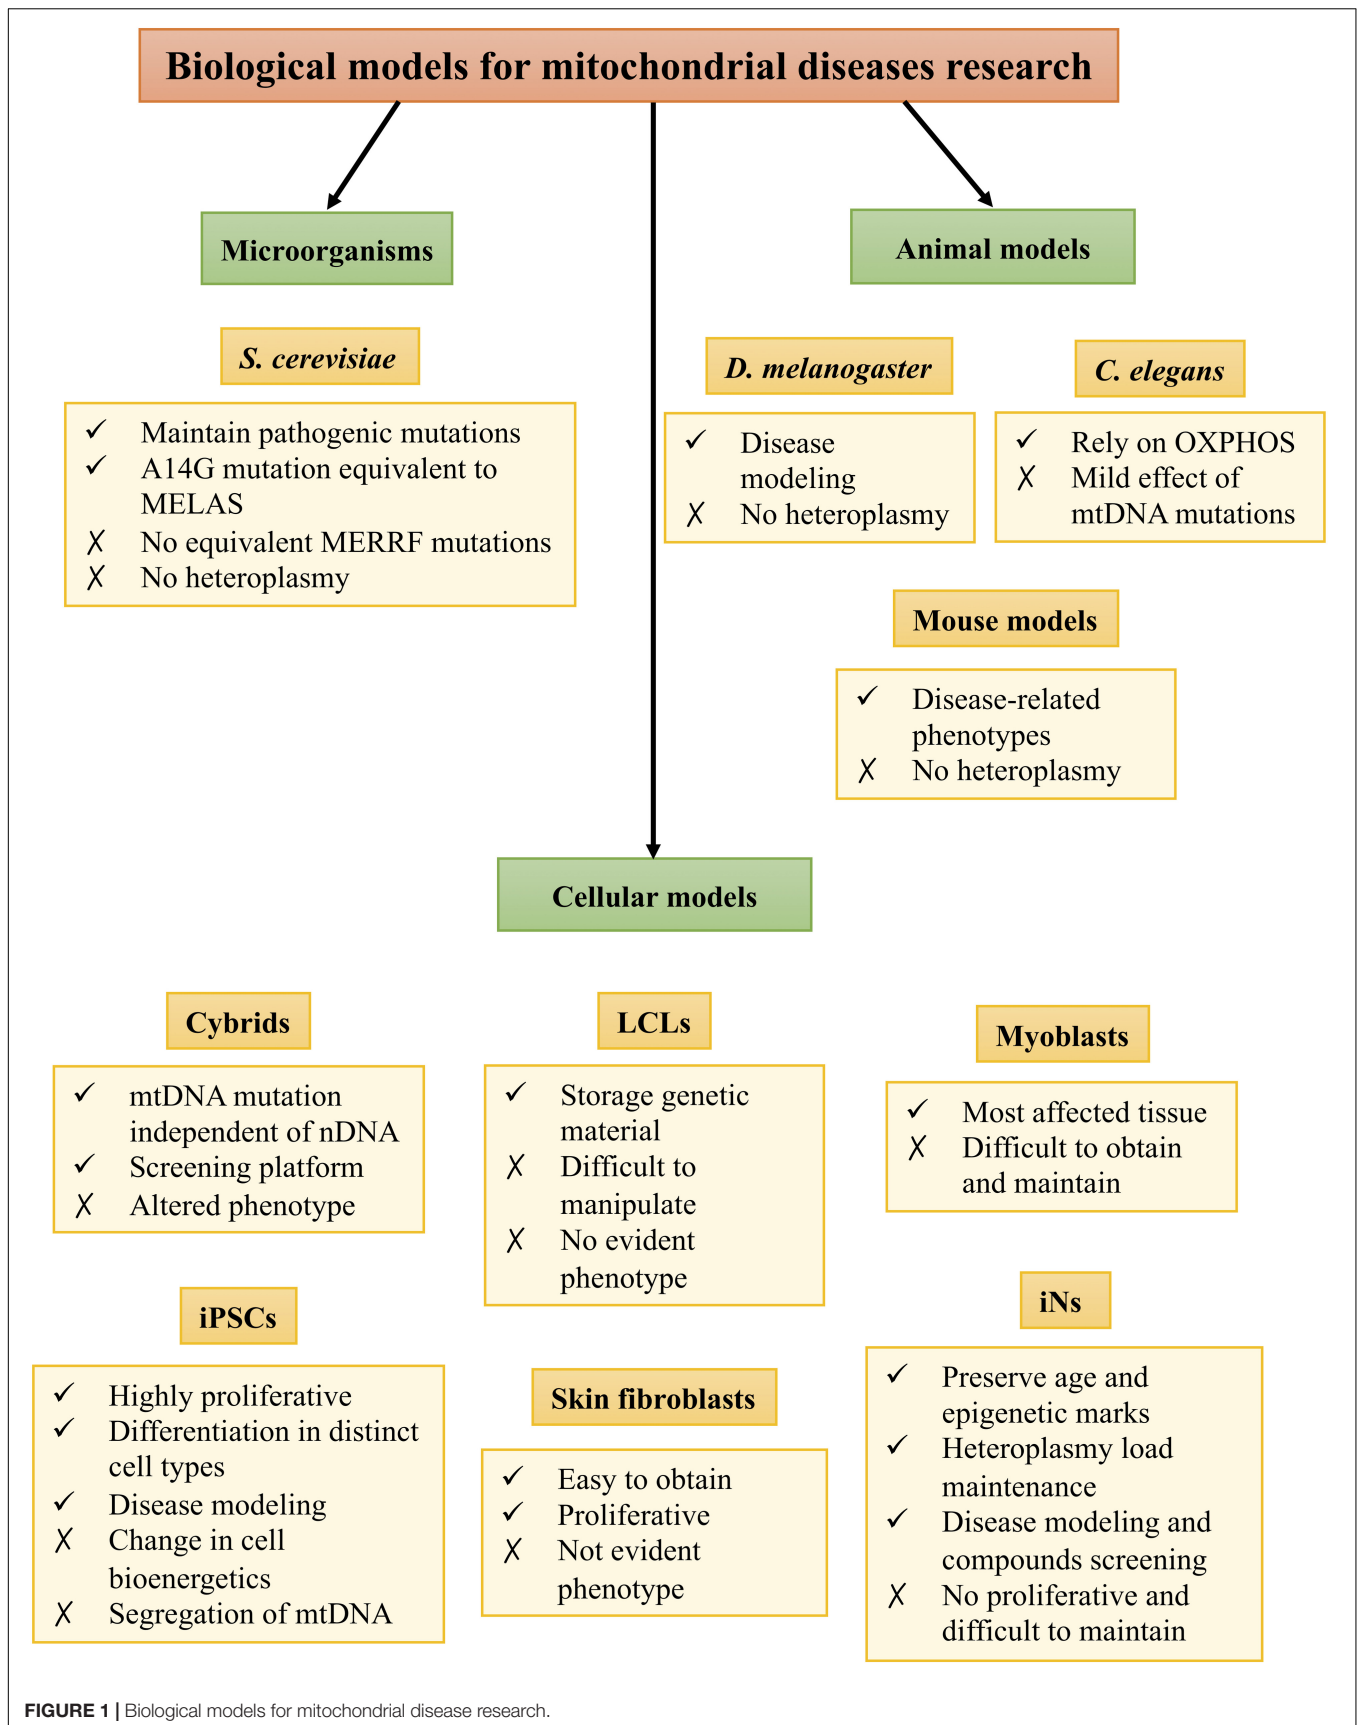 Biological models for mitochondrial diseases research
Microorganisms
Animal models
S. cerevisiae
✓ Maintain pathogenic mutations
✓ A14G mutation equivalent to
MELAS
✗ No equivalent MERRF mutations
✗ No heteroplasmy
D. melanogaster
✓ Disease
modeling
✗ No heteroplasmy
C. elegans
✓ Rely on OXPHOS
✗ Mild effect of
mtDNA mutations
Mouse models
✓ Disease-related
phenotypes
✗ No heteroplasmy
Cellular models
Cybrids
✓ mtDNA mutation
independent of nDNA
✓ Screening platform
✗ Altered phenotype
LCLs
✓ Storage genetic
material
✗ Difficult to
manipulate
✗ No evident
phenotype
Myoblasts
✓ Most affected tissue
✗ Difficult to obtain
and maintain
iPSCs
✓ Highly proliferative
✓ Differentiation in distinct
cell types
✓ Disease modeling
✗ Change in cell
bioenergetics
✗ Segregation of mtDNA
Skin fibroblasts
✓ Easy to obtain
✓ Proliferative
✗ Not evident
phenotype
iNs
✓ Preserve age and
epigenetic marks
✓ Heteroplasmy load
maintenance
✓ Disease modeling and
compounds screening
✗ No proliferative and
difficult to maintain
FIGURE 1 | Biological models for mitochondrial disease research.